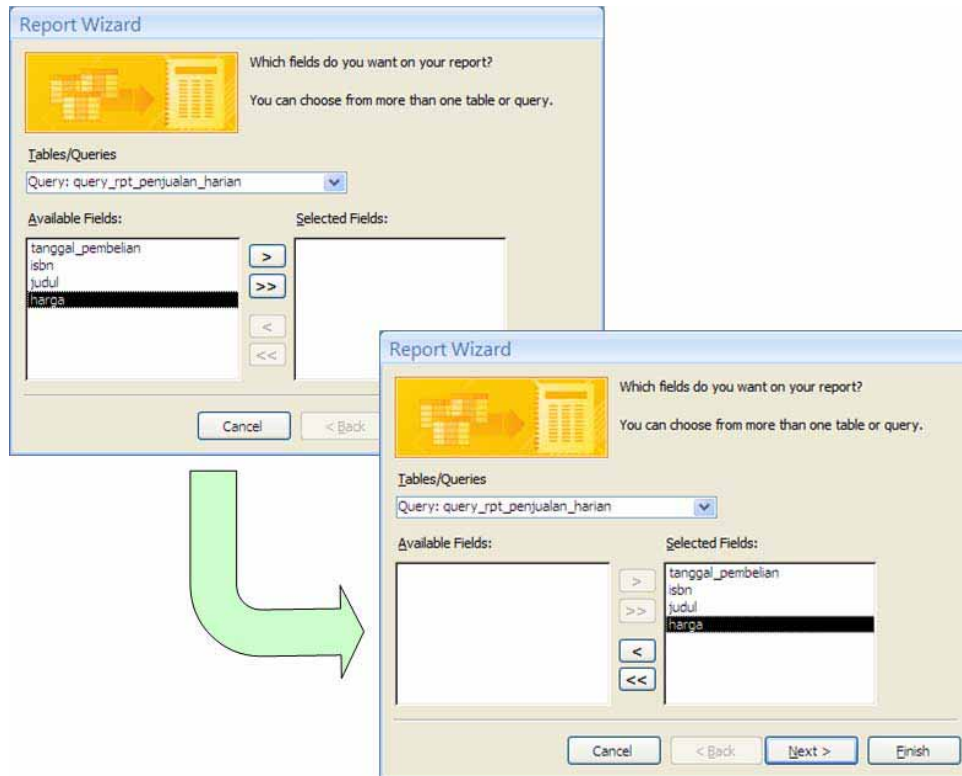 Report Wizard
Which fields do you want on your report?
You can choose from more than one table or query.
Tables/Queries
Query: query_rpt_penjualan_harian
Available Fields:
Selected Fields:
tanggal_pembelian
isbn
judul
harga
>
>>
<
<<
Cancel
< Back
Report Wizard
Which fields do you want on your report?
You can choose from more than one table or query.
Tables/Queries
Query: query_rpt_penjualan_harian
Available Fields:
Selected Fields:
>
>>
<
<<
tanggal_pembelian
isbn
judul
harga
Cancel
< Back
Next >
Finish